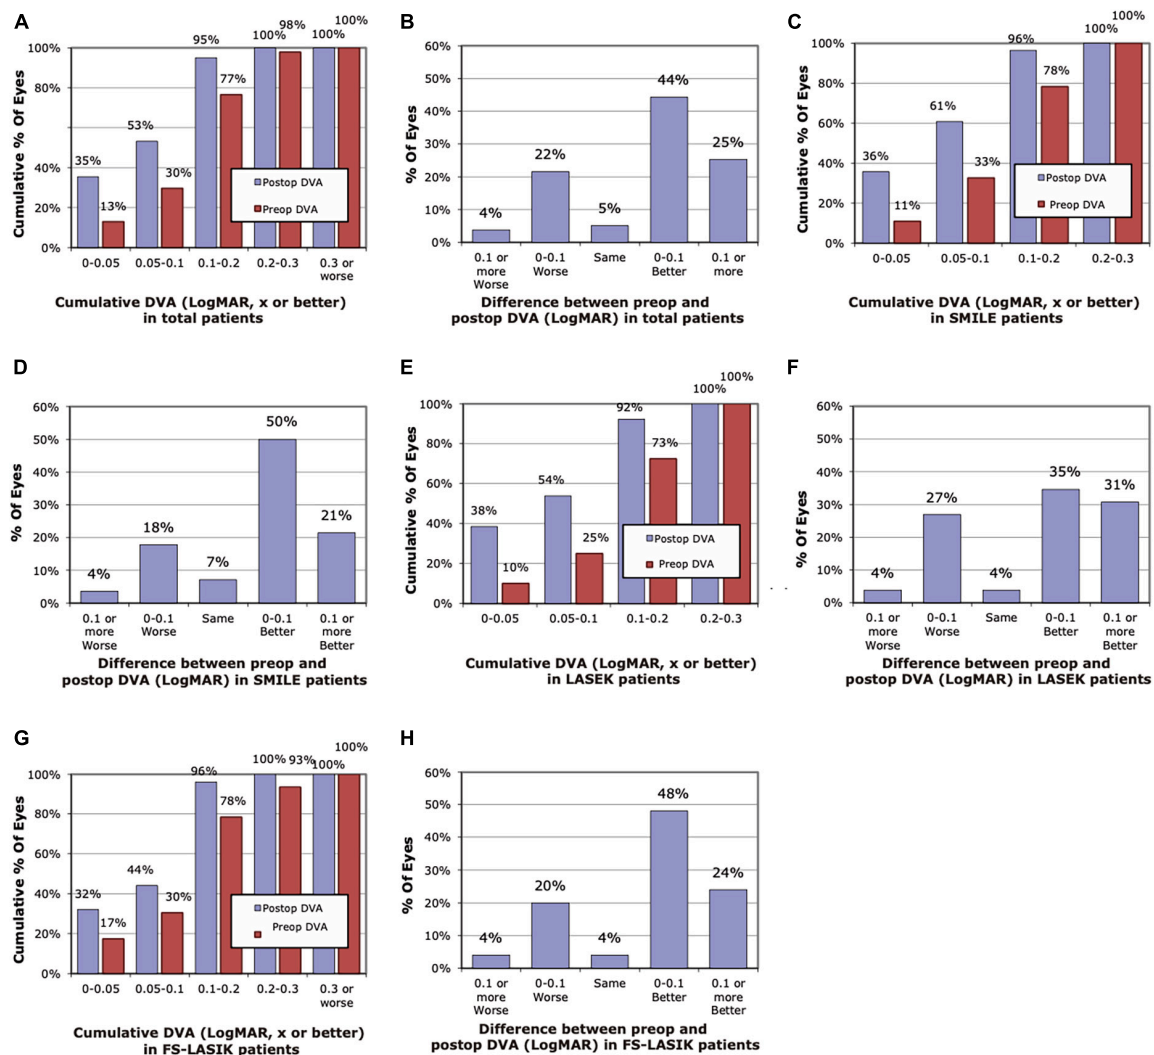 A
100%
98%
100%
100%
95%
100%
Cumulative % Of Eyes
80%
77%
60%
53%
40%
35%
30%
20%
13%
0%
Postop DVA
Preop DVA
0-0.05 0.05-0.1 0.1-0.2 0.2-0.3 0.3 or
worse
Cumulative DVA (LogMAR, x or better)
in total patients
B
60%
50%
40%
30%
20%
10%
0%
% Of Eyes
4%
22%
5%
44%
25%
0.1 or
more
Worse
0-0.1
Worse
Same
0-0.1
Better
0.1 or
more
Difference between preop and
postop DVA (LogMAR) in total patients
C
100%
100%
96%
100%
Cumulative % Of Eyes
80%
78%
60%
61%
40%
36%
33%
20%
11%
0%
Postop DVA
Preop DVA
0-0.05 0.05-0.1 0.1-0.2 0.2-0.3
Cumulative DVA (LogMAR, x or better)
in SMILE patients
D
60%
50%
40%
30%
20%
10%
0%
% Of Eyes
4%
18%
7%
50%
21%
0.1 or
more
Worse
0-0.1
Worse
Same
0-0.1
Better
0.1 or
more
Better
Difference between preop and
postop DVA (LogMAR) in SMILE patients
E
100%
100%
92%
100%
Cumulative % Of Eyes
80%
73%
60%
54%
40%
38%
25%
20%
10%
0%
Postop DVA
Preop DVA
0-0.05 0.05-0.1 0.1-0.2 0.2-0.3
Cumulative DVA (LogMAR, x or better)
in LASEK patients
F
60%
50%
40%
30%
20%
10%
0%
% Of Eyes
4%
27%
4%
35%
31%
0.1 or
more
Worse
0-0.1
Worse
Same
0-0.1 Better
0.1 or
more
Better
Difference between preop and
postop DVA (LogMAR) in LASEK patients
G
100%
100%
93%
100%
96%
100%
Cumulative % Of Eyes
80%
78%
60%
44%
40%
32%
30%
20%
17%
0%
Postop DVA
Preop DVA
0-0.05 0.05-0.1 0.1-0.2 0.2-0.3 0.3 or
worse
Cumulative DVA (LogMAR, x or better)
in FS-LASIK patients
H
60%
50%
40%
30%
20%
10%
0%
% Of Eyes
4%
20%
4%
48%
24%
0.1 or
more
Worse
0-0.1
Worse
Same
0-0.1
Better
0.1 or
more
Better
Difference between preop and
postop DVA (LogMAR) in FS-LASIK patients